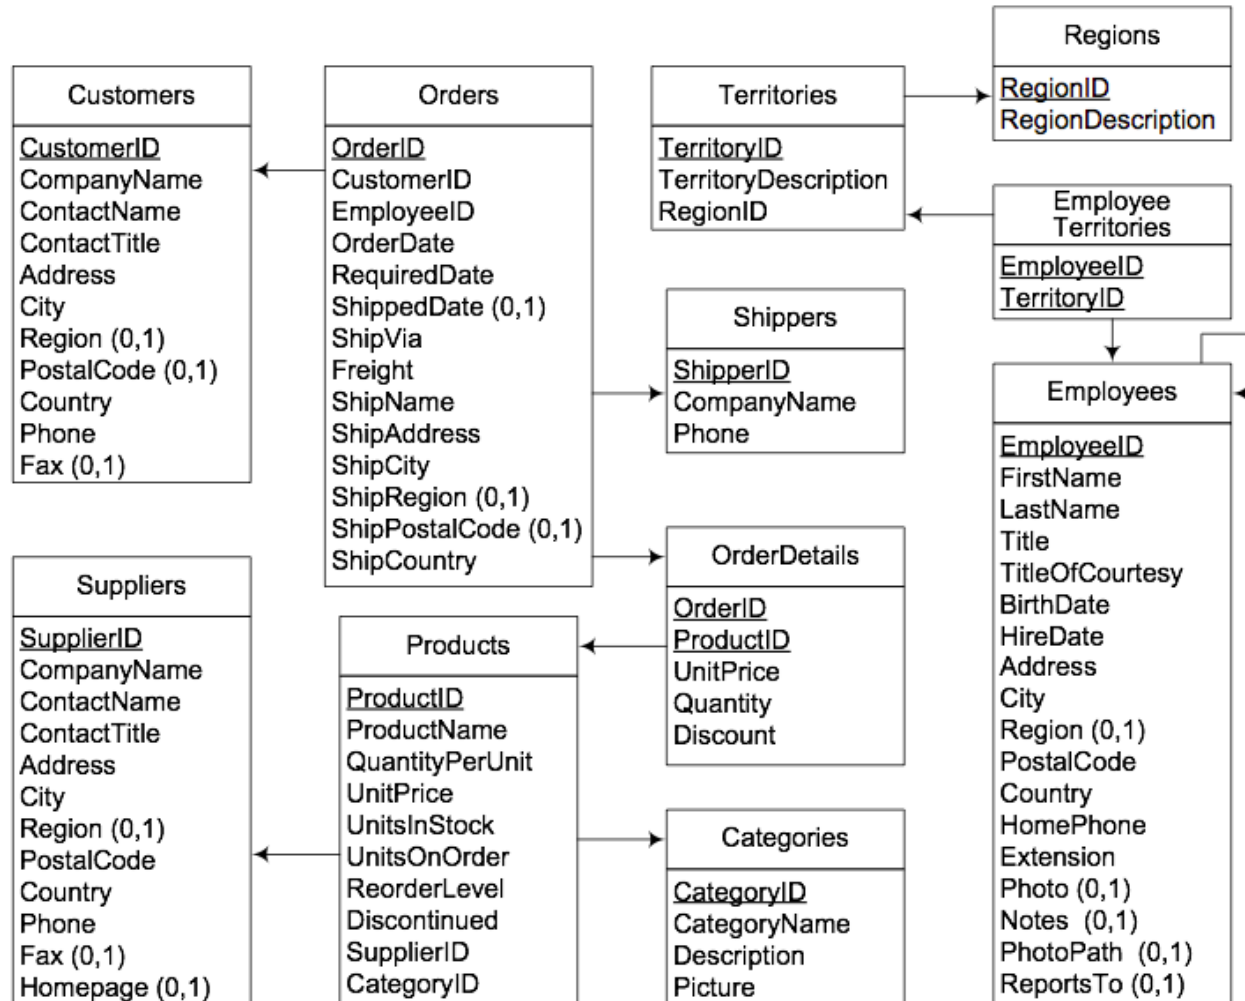 Customers
CustomerID
CompanyName
ContactName
ContactTitle
Address
City
Region (0,1)
PostalCode (0,1)
Country
Phone
Fax (0,1)
Orders
OrderID
CustomerID
EmployeeID
OrderDate
RequiredDate
ShippedDate (0,1)
ShipVia
Freight
ShipName
ShipAddress
ShipCity
ShipRegion (0,1)
ShipPostalCode (0,1)
ShipCountry
Territories
TerritoryID
TerritoryDescription
RegionID
Regions
RegionID
RegionDescription
Employee
Territories
EmployeeID
TerritoryID
Shippers
ShipperID
CompanyName
Phone
Employees
EmployeeID
FirstName
LastName
Title
TitleOfCourtesy
BirthDate
HireDate
Address
City
Region (0,1)
PostalCode
Country
HomePhone
Extension
Photo (0,1)
Notes (0,1)
PhotoPath (0,1)
ReportsTo (0,1)
OrderDetails
OrderID
ProductID
UnitPrice
Quantity
Discount
Suppliers
SupplierID
CompanyName
ContactName
ContactTitle
Address
City
Region (0,1)
PostalCode
Country
Phone
Fax (0,1)
Homepage (0,1)
Products
ProductID
ProductName
QuantityPerUnit
UnitPrice
UnitsInStock
UnitsOnOrder
ReorderLevel
Discontinued
SupplierID
CategoryID
Categories
CategoryID
CategoryName
Description
Picture